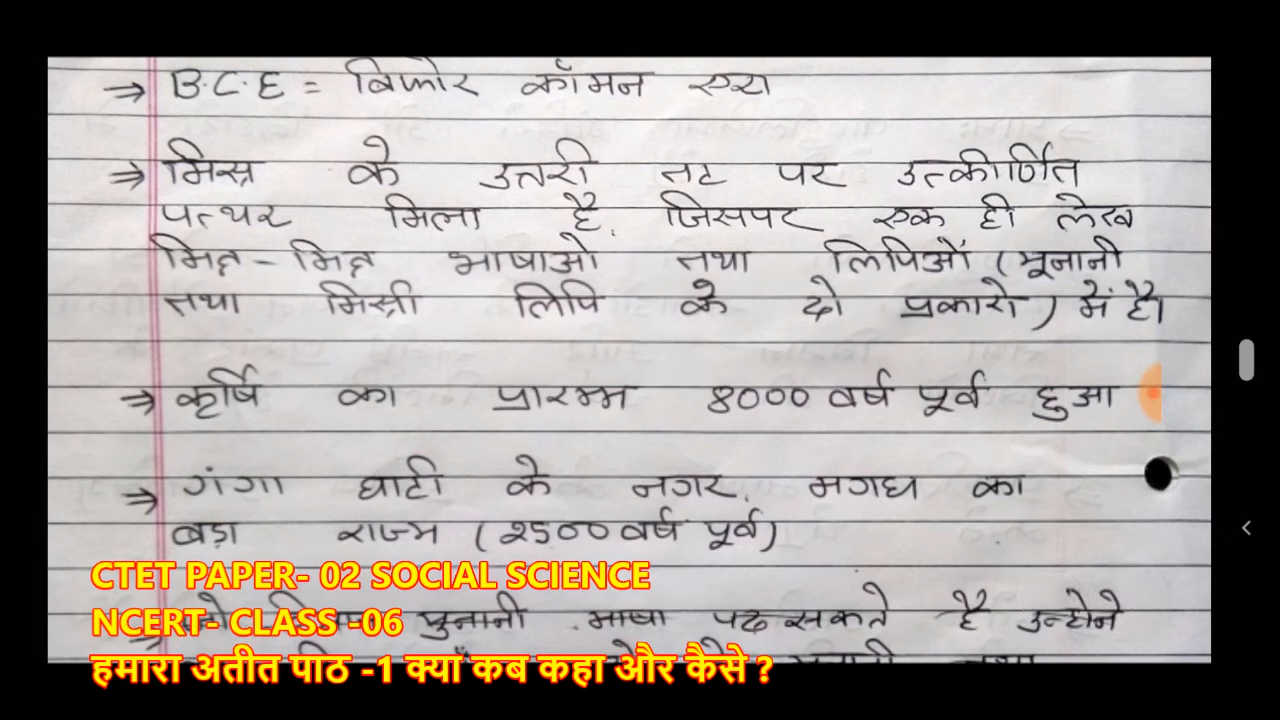 ⇒ B.C.E = बिफोर कॉमन एरा
⇒ मिस्र के उत्तरी तट पर उत्कीर्णित
पत्थर मिला है, जिसपर एक ही लेख
भिन्न-भिन्न भाषाओ तथा लिपिओं (यूनानी
तथा मिस्री लिपि के दो प्रकारो) में है।
⇒ कृर्षि का प्रारम्भ 8000 वर्ष पूर्व हुआ
⇒ गंगा घाटी के नगर, मगध का
बड़ा राज्य (2500 वर्ष पूर्व)
CTET PAPER- 02 SOCIAL SCIENCE
भाषा पढ सकते है उन्होने
NCERT- CLASS -06
हमारा अतीत पाठ -1 क्या कब कहा और कैसे ?